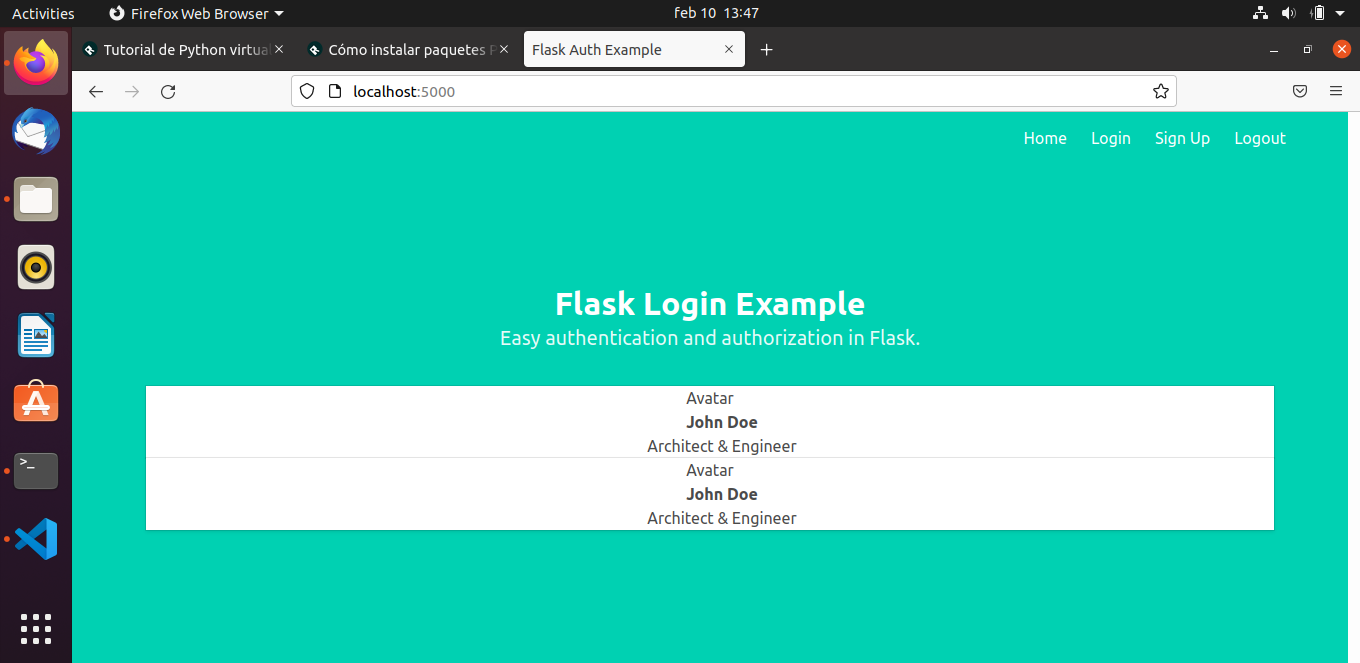 Activities Firefox Web Browser feb 10 13:47
Tutorial de Python virtua Cómo instalar paquetes Flask Auth Example
localhost:5000
Home Login Sign Up Logout
Flask Login Example
Easy authentication and authorization in Flask.
Avatar
John Doe
Architect & Engineer
Avatar
John Doe
Architect & Engineer